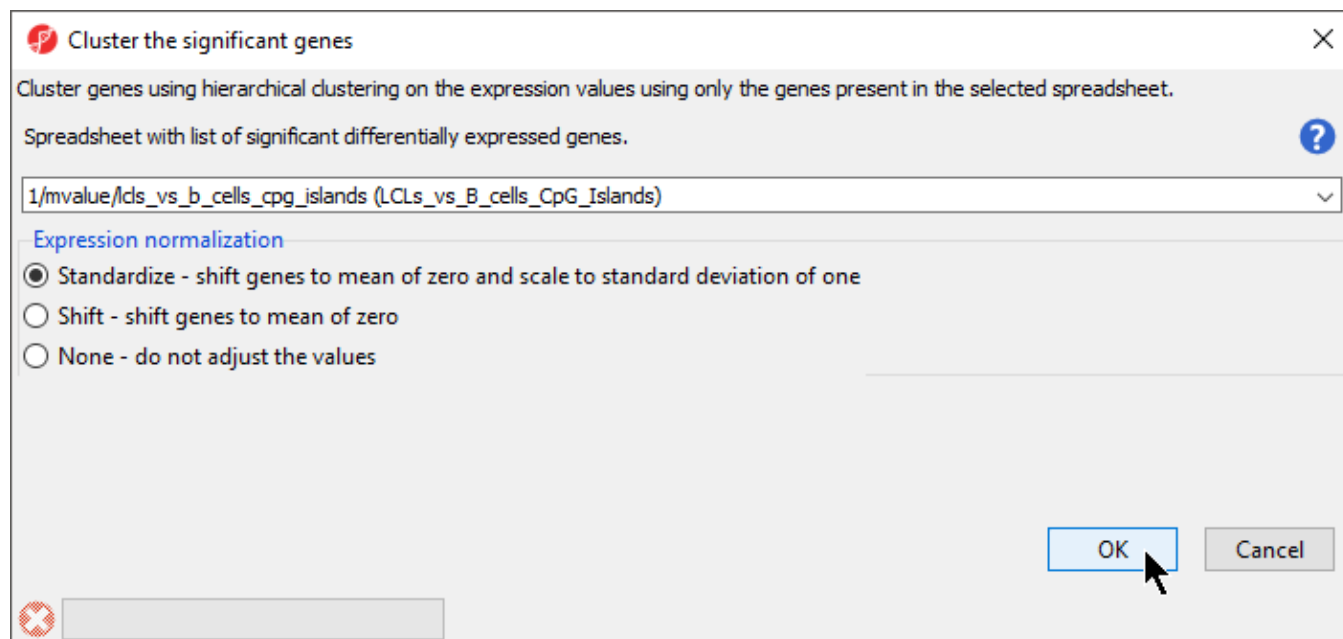 Cluster the significant genes
Cluster genes using hierarchical clustering on the expression values using only the genes present in the selected spreadsheet.
Spreadsheet with list of significant differentially expressed genes.
?
1/mvalue/lcls_vs_b_cells_cpg_islands (LCLs_vs_B_cells_CpG_Islands)
Expression normalization
Standardize - shift genes to mean of zero and scale to standard deviation of one
Shift - shift genes to mean of zero
None - do not adjust the values
OK Cancel